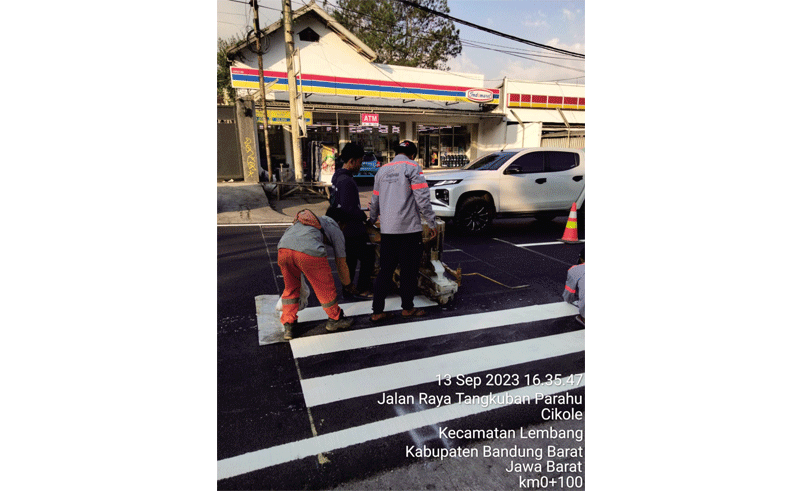 Indomaret
ATM
13 Sep 2023 16.35.47
Jalan Raya Tangkuban Parahu
Cikole
Kecamatan Lembang
Kabupaten Bandung Barat
Jawa Barat
km0+100